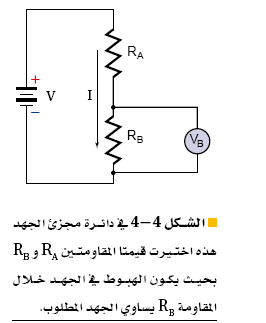 R_A
+
V
I
−
R_B
V_B
الشكل 4–4 في دائرة مجزئ الجهد
هذه اختيرت قيمتا المقاومتين R_A و R_B
بحيث يكون الهبوط في الجهد خلال
المقاومة R_B يساوي الجهد المطلوب.